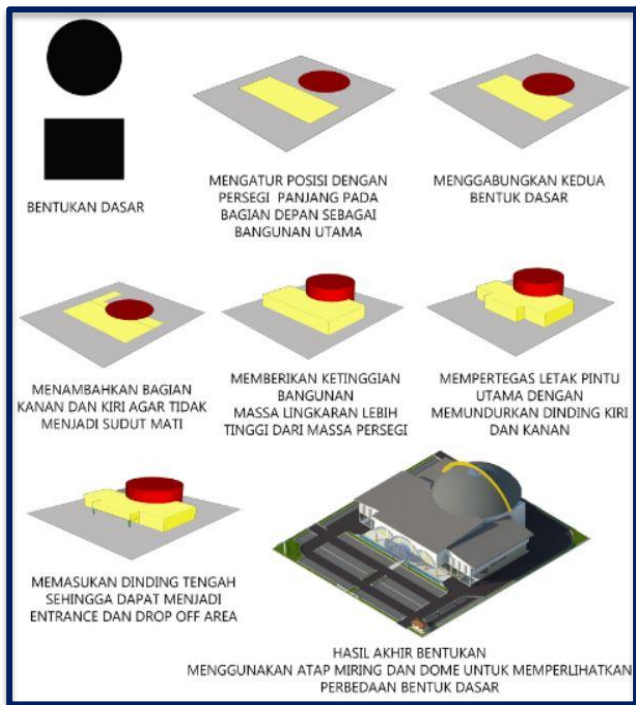 BENTUKAN DASAR
MENGATUR POSISI DENGAN
PERSEGI PANJANG PADA
BAGIAN DEPAN SEBAGAI
BANGUNAN UTAMA
MENGGABUNGKAN KEDUA
BENTUK DASAR
MENAMBAHKAN BAGIAN
KANAN DAN KIRI AGAR TIDAK
MENJADI SUDUT MATI
MEMBERIKAN KETINGGIAN
BANGUNAN
MASSA LINGKARAN LEBIH
TINGGI DARI MASSA PERSEGI
MEMPERTEGAS LETAK PINTU
UTAMA DENGAN
MEMUNDURKAN DINDING KIRI
DAN KANAN
MEMASUKAN DINDING TENGAH
SEHINGGA DAPAT MENJADI
ENTRANCE DAN DROP OFF AREA
HASIL AKHIR BENTUKAN
MENGGUNAKAN ATAP MIRING DAN DOME UNTUK MEMPERLIHATKAN
PERBEDAAN BENTUK DASAR